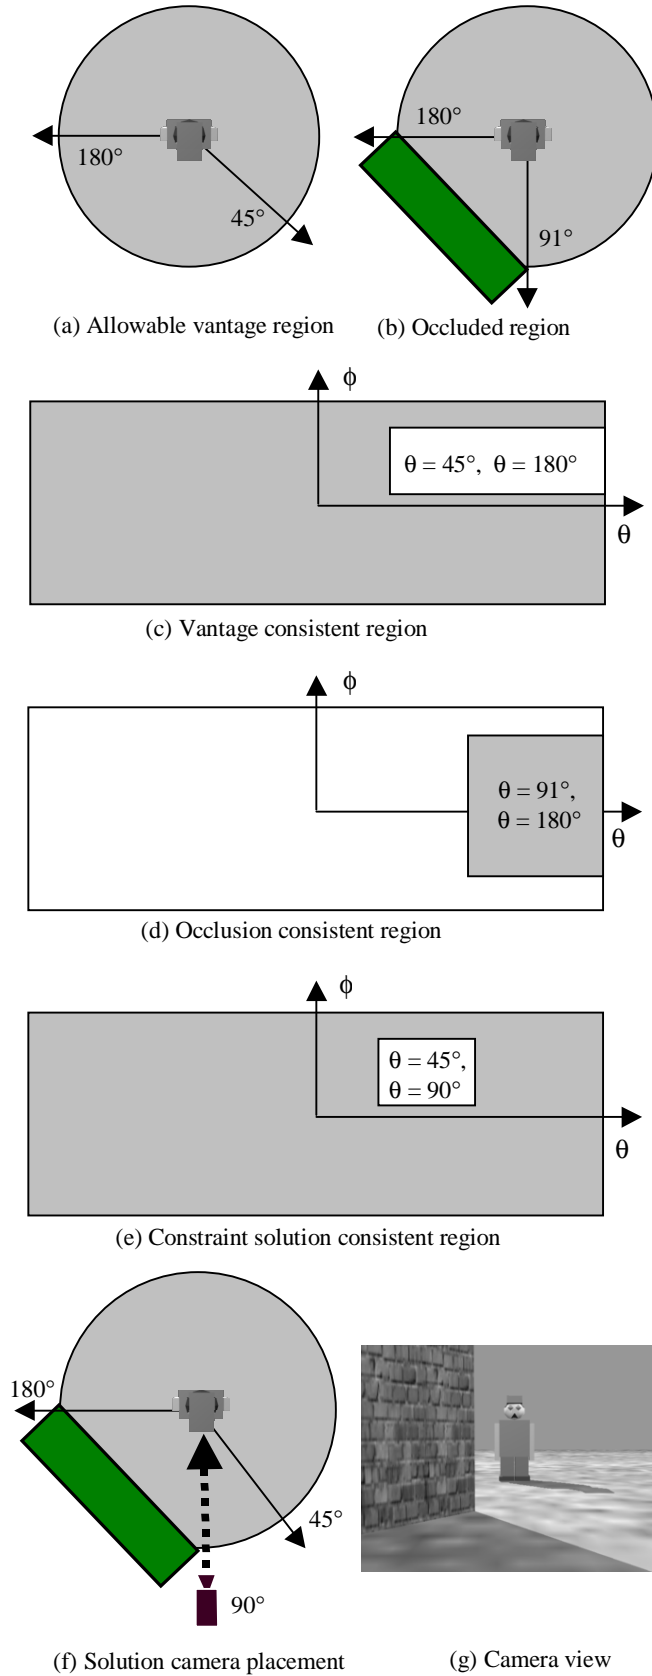 180°
45°
(a) Allowable vantage region
180°
91°
(b) Occluded region
ϕ
θ = 45°, θ = 180°
θ
(c) Vantage consistent region
ϕ
θ = 91°,
θ = 180°
θ
(d) Occlusion consistent region
ϕ
θ = 45°,
θ = 90°
θ
(e) Constraint solution consistent region
180°
45°
90°
(f) Solution camera placement
(g) Camera view